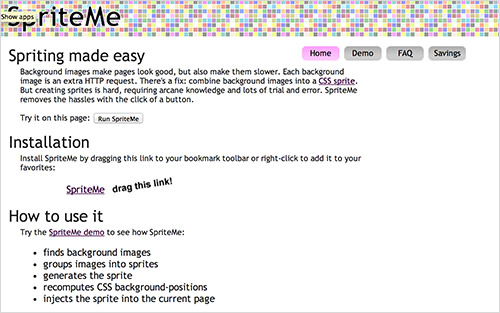 SpriteMe
Show apps
Home Demo FAQ Savings
Spriting made easy
Background images make pages look good, but also make them slower. Each background
image is an extra HTTP request. There's a fix: combine background images into a CSS sprite.
But creating sprites is hard, requiring arcane knowledge and lots of trial and error. SpriteMe
removes the hassles with the click of a button.
Try it on this page: Run SpriteMe
Installation
Install SpriteMe by dragging this link to your bookmark toolbar or right-click to add it to your
favorites:
SpriteMe drag this link!
How to use it
Try the SpriteMe demo to see how SpriteMe:
• finds background images
• groups images into sprites
• generates the sprite
• recomputes CSS background-positions
• injects the sprite into the current page